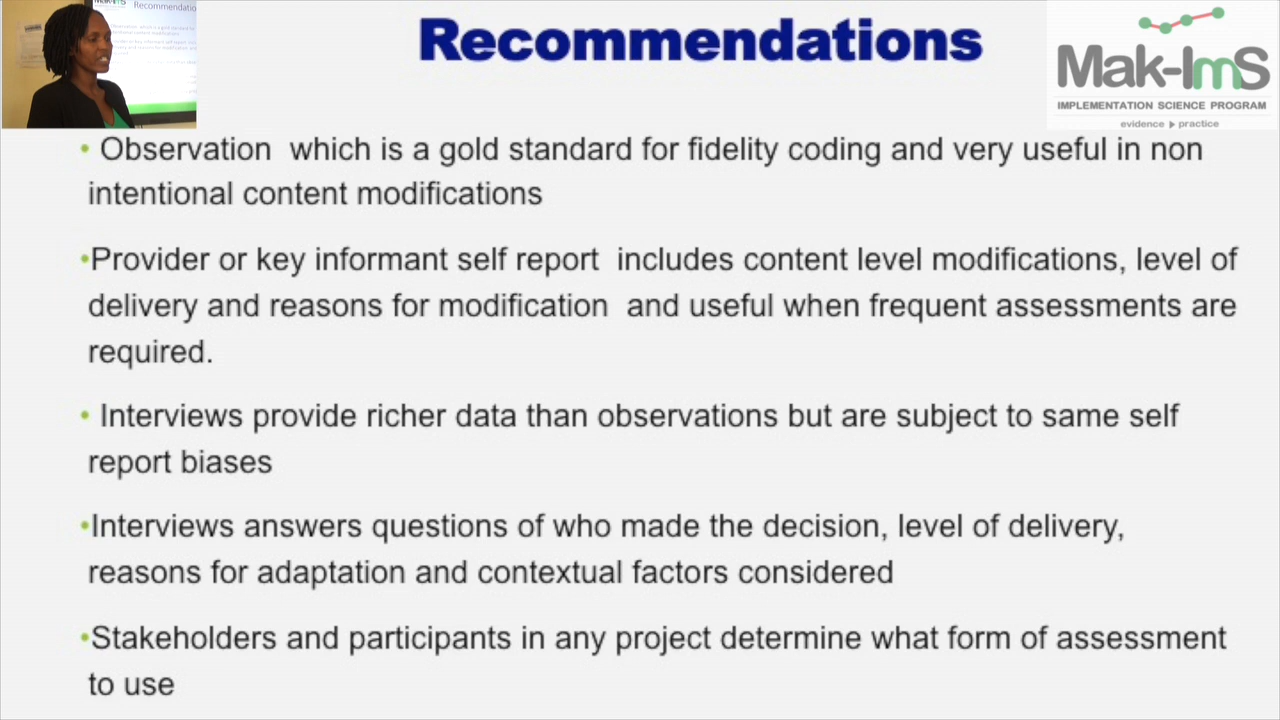 Recommendatio
Recommendations
Mak-ImS
IMPLEMENTATION SCIENCE PROGRAM
evidence practice
• Observation which is a gold standard for fidelity coding and very useful in non
intentional content modifications
•Provider or key informant self report includes content level modifications, level of
delivery and reasons for modification and useful when frequent assessments are
required.
• Interviews provide richer data than observations but are subject to same self
report biases
•Interviews answers questions of who made the decision, level of delivery,
reasons for adaptation and contextual factors considered
•Stakeholders and participants in any project determine what form of assessment
to use